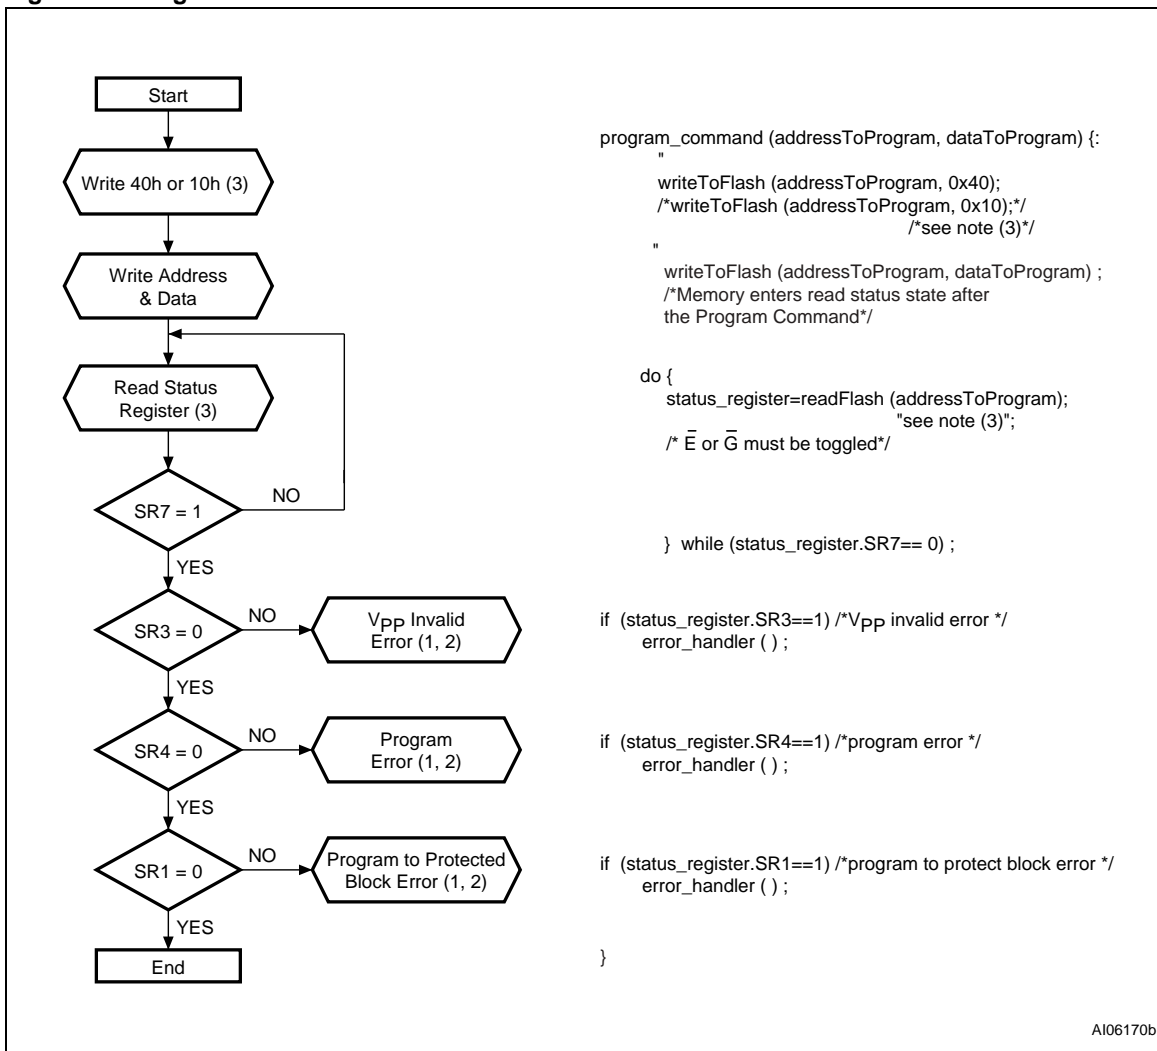 Start
Write 40h or 10h (3)
Write Address
& Data
Read Status
Register (3)
SR7 = 1
NO
YES
SR3 = 0
NO
VPP Invalid
Error (1, 2)
YES
SR4 = 0
NO
Program
Error (1, 2)
YES
SR1 = 0
NO
Program to Protected
Block Error (1, 2)
YES
End
program_command (addressToProgram, dataToProgram) {:
"
writeToFlash (addressToProgram, 0x40);
/*writeToFlash (addressToProgram, 0x10);*/
/*see note (3)*/
"
writeToFlash (addressToProgram, dataToProgram) ;
/*Memory enters read status state after
the Program Command*/
do {
status_register=readFlash (addressToProgram);
"see note (3)";
/* E̅ or G̅ must be toggled*/
} while (status_register.SR7== 0) ;
if (status_register.SR3==1) /*VPP invalid error */
error_handler ( ) ;
if (status_register.SR4==1) /*program error */
error_handler ( ) ;
if (status_register.SR1==1) /*program to protect block error */
error_handler ( ) ;
}
AI06170b